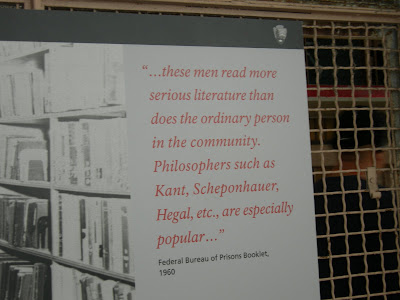 “…these men read more
serious literature than
does the ordinary person
in the community.
Philosophers such as
Kant, Scheponhauer,
Hegal, etc., are especially
popular…”
Federal Bureau of Prisons Booklet,
1960